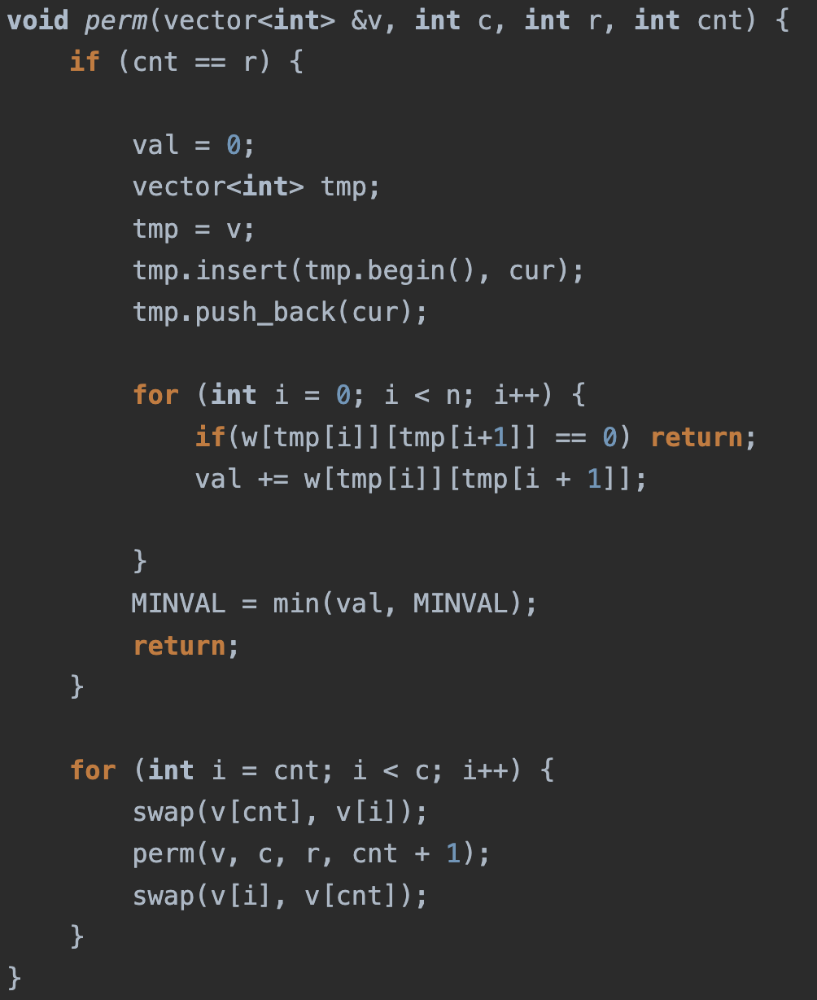 void perm(vector<int> &v, int c, int r, int cnt) {
    if (cnt == r) {

        val = 0;
        vector<int> tmp;
        tmp = v;
        tmp.insert(tmp.begin(), cur);
        tmp.push_back(cur);

        for (int i = 0; i < n; i++) {
            if(w[tmp[i]][tmp[i+1]] == 0) return;
            val += w[tmp[i]][tmp[i + 1]];

        }
        MINVAL = min(val, MINVAL);
        return;
    }

    for (int i = cnt; i < c; i++) {
        swap(v[cnt], v[i]);
        perm(v, c, r, cnt + 1);
        swap(v[i], v[cnt]);
    }
}